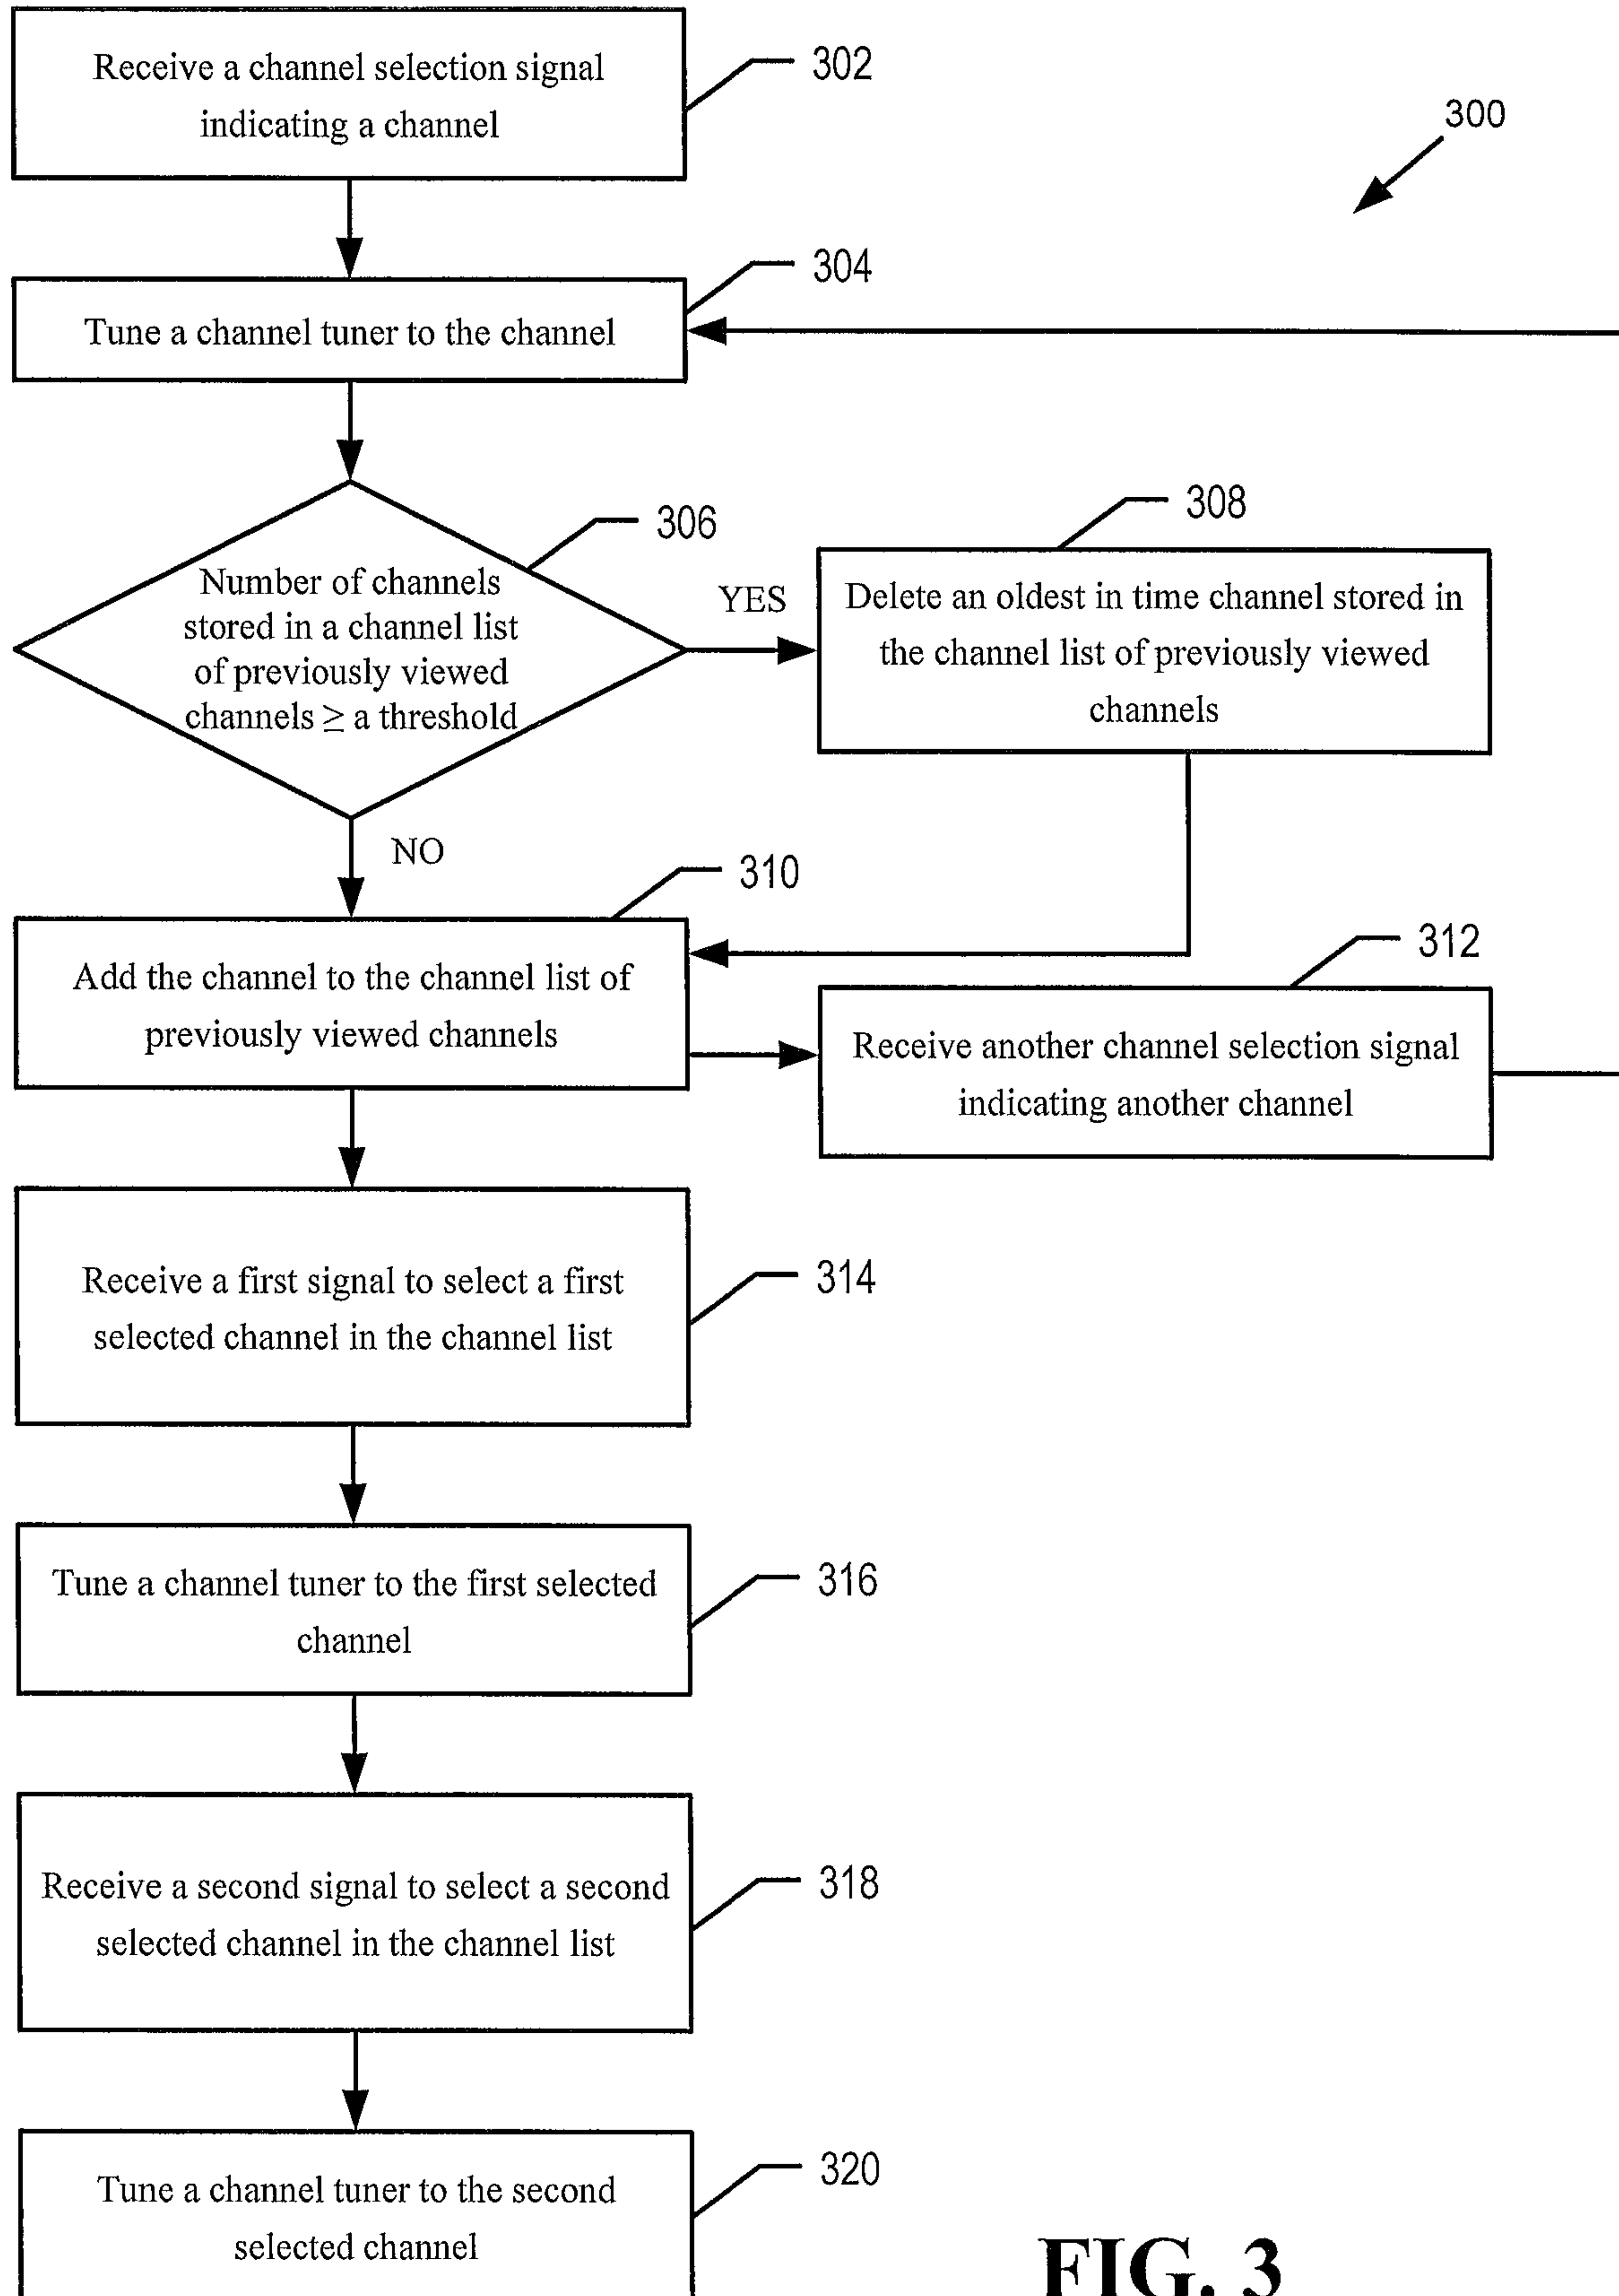 Receive a channel selection signal
indicating a channel
302
300
304
Tune a channel tuner to the channel
306
Number of channels
stored in a channel list
of previously viewed
channels ≥ a threshold
YES
308
Delete an oldest in time channel stored in
the channel list of previously viewed
channels
NO
310
Add the channel to the channel list of
previously viewed channels
312
Receive another channel selection signal
indicating another channel
314
Receive a first signal to select a first
selected channel in the channel list
316
Tune a channel tuner to the first selected
channel
318
Receive a second signal to select a second
selected channel in the channel list
320
Tune a channel tuner to the second
selected channel
FIG. 3